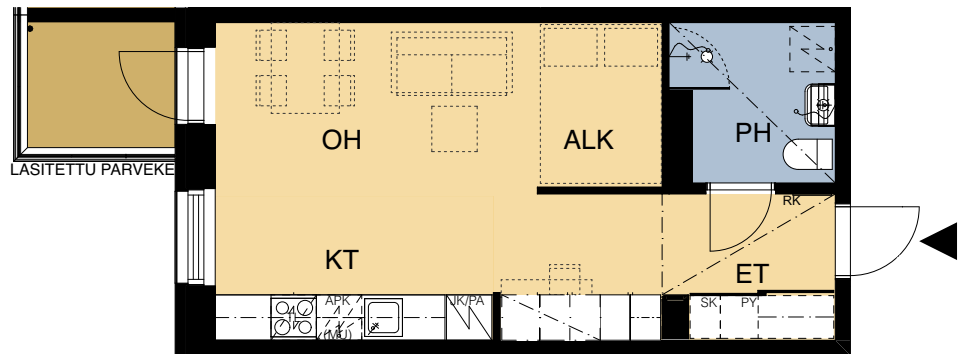 OH
ALK
PH
LASITETTU PARVEKE
RK
KT
ET
APK
(MU)
JK/PA
SK PY